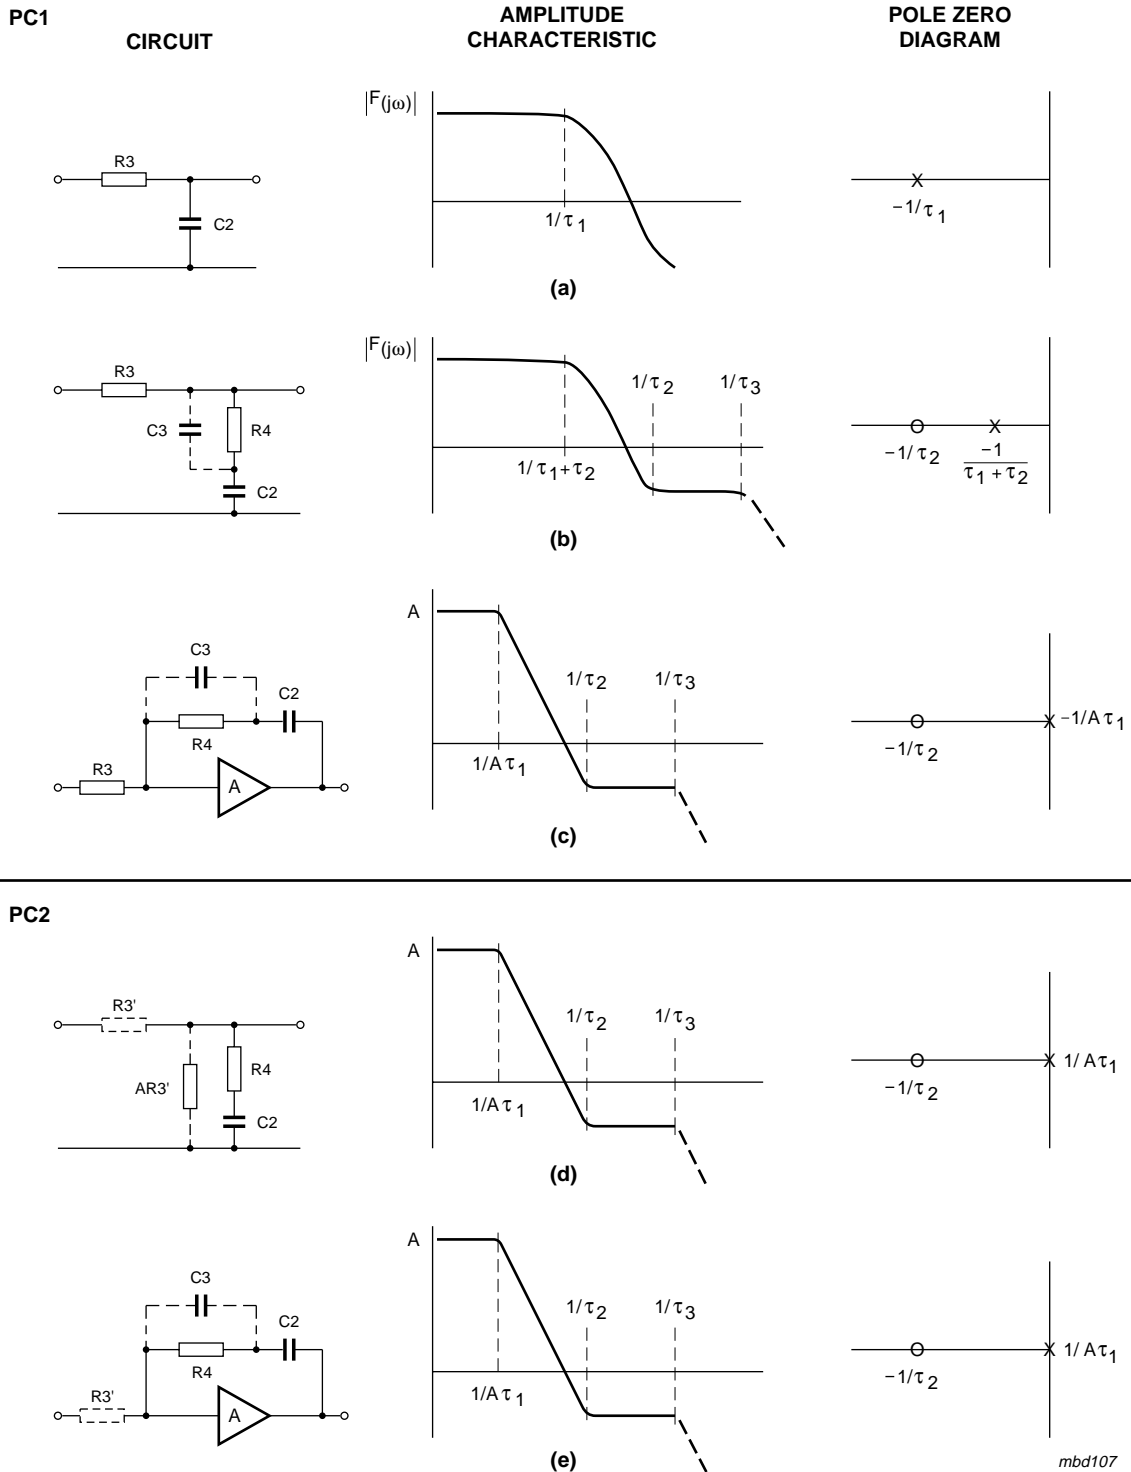 PC1
CIRCUIT
AMPLITUDE
CHARACTERISTIC
POLE ZERO
DIAGRAM
R3
C2
|F(jω)|
1/τ1
(a)
X
−1/τ1
R3
C3
R4
C2
|F(jω)|
1/τ1+τ2
1/τ2
1/τ3
(b)
O
X
−1/τ2
−1
τ1 + τ2
C3
C2
R4
R3
A
A
1/Aτ1
1/τ2
1/τ3
(c)
O
X −1/Aτ1
−1/τ2
PC2
R3'
AR3'
R4
C2
A
1/Aτ1
1/τ2
1/τ3
(d)
O
X 1/Aτ1
−1/τ2
C3
C2
R4
R3'
A
A
1/Aτ1
1/τ2
1/τ3
(e)
O
X 1/Aτ1
−1/τ2
mbd107